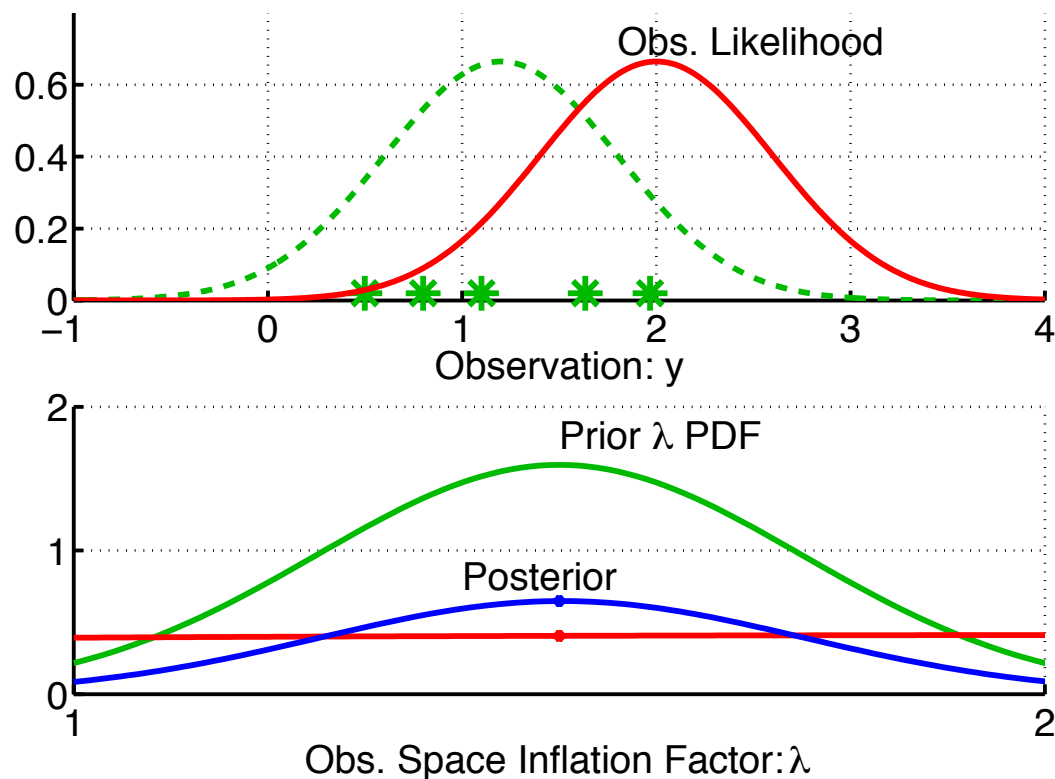 Obs. Likelihood
0.6
0.4
0.2
0
−1 0 1 2 3 4
Observation: y
2
Prior λ PDF
1
Posterior
0
1 2
Obs. Space Inflation Factor: λ